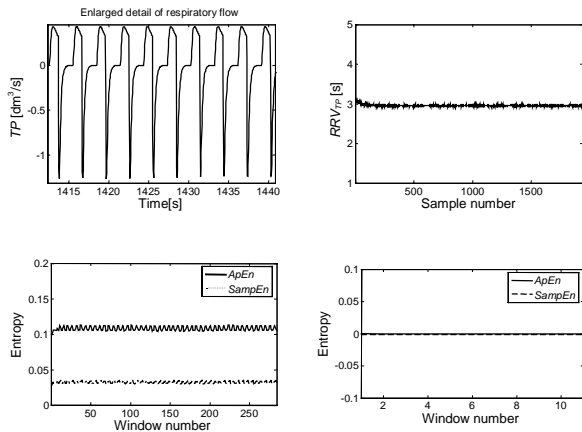 Enlarged detail of respiratory flow
TP [dm³/s]
0
-0.5
-1
1415 1420 1425 1430 1435 1440
Time[s]
RRV_TP [s]
5
4
3
2
1
500 1000 1500
Sample number
Entropy
0.2
0.15
0.1
0.05
0
ApEn
SampEn
50 100 150 200 250
Window number
Entropy
0.1
0.05
0
-0.05
-0.1
ApEn
SampEn
2 4 6 8 10
Window number